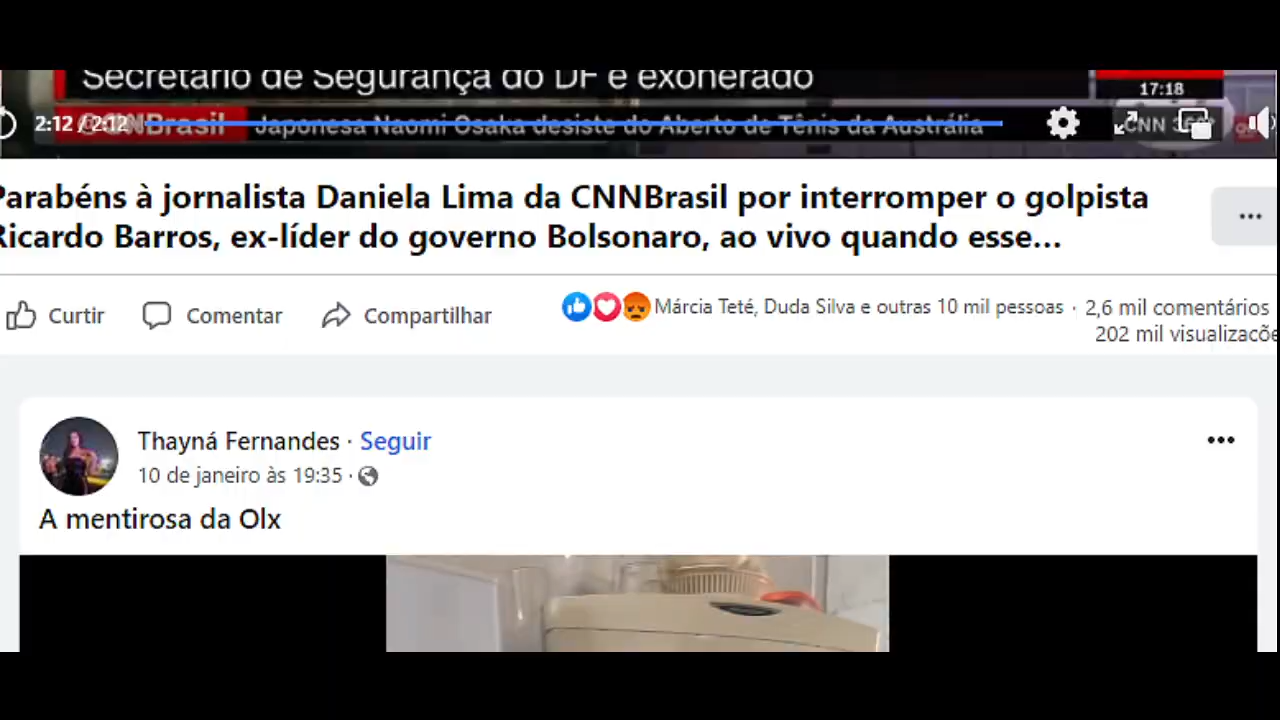 Secretário de Segurança do DF é exonerado
17:18
2:12 / 2:12
CNNBrasil
Japonesa Naomi Osaka desiste do Aberto de Tênis da Austrália
CNN 360°
Parabéns à jornalista Daniela Lima da CNNBrasil por interromper o golpista
Ricardo Barros, ex-líder do governo Bolsonaro, ao vivo quando esse...
Curtir
Comentar
Compartilhar
Márcia Teté, Duda Silva e outras 10 mil pessoas · 2,6 mil comentários
202 mil visualizaçõe
Thayná Fernandes · Seguir
10 de janeiro às 19:35 ·
A mentirosa da Olx